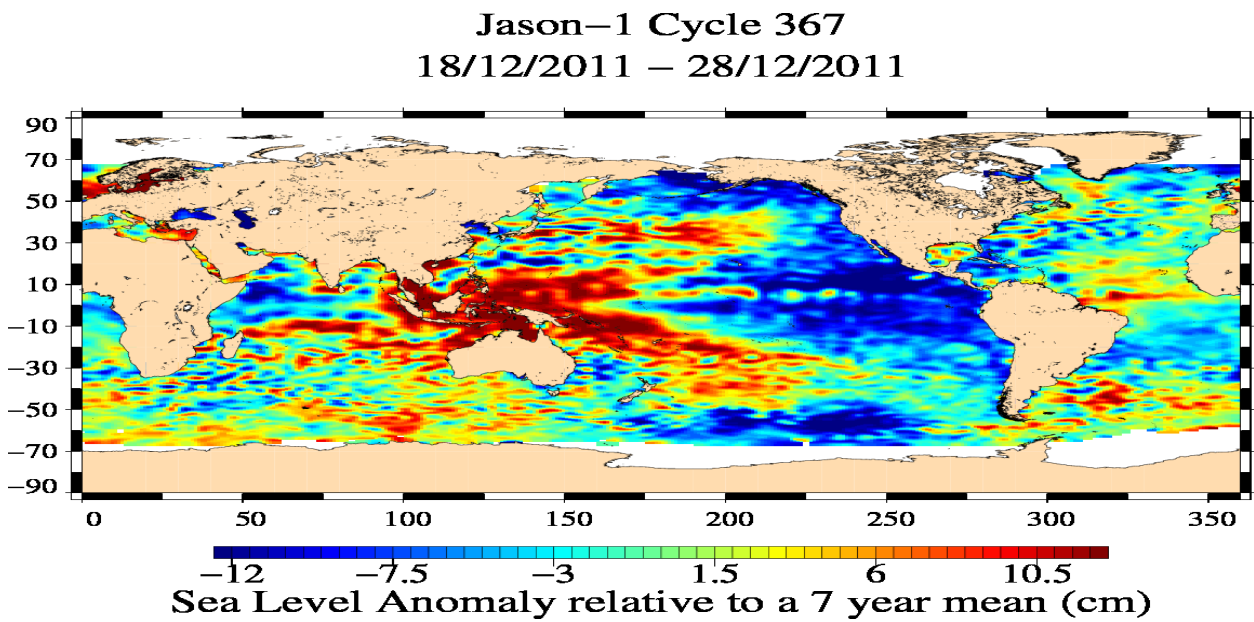 Jason−1 Cycle 367
18/12/2011 − 28/12/2011
90
70
50
30
10
−10
−30
−50
−70
−90
0 50 100 150 200 250 300 350
−12 −7.5 −3 1.5 6 10.5
Sea Level Anomaly relative to a 7 year mean (cm)